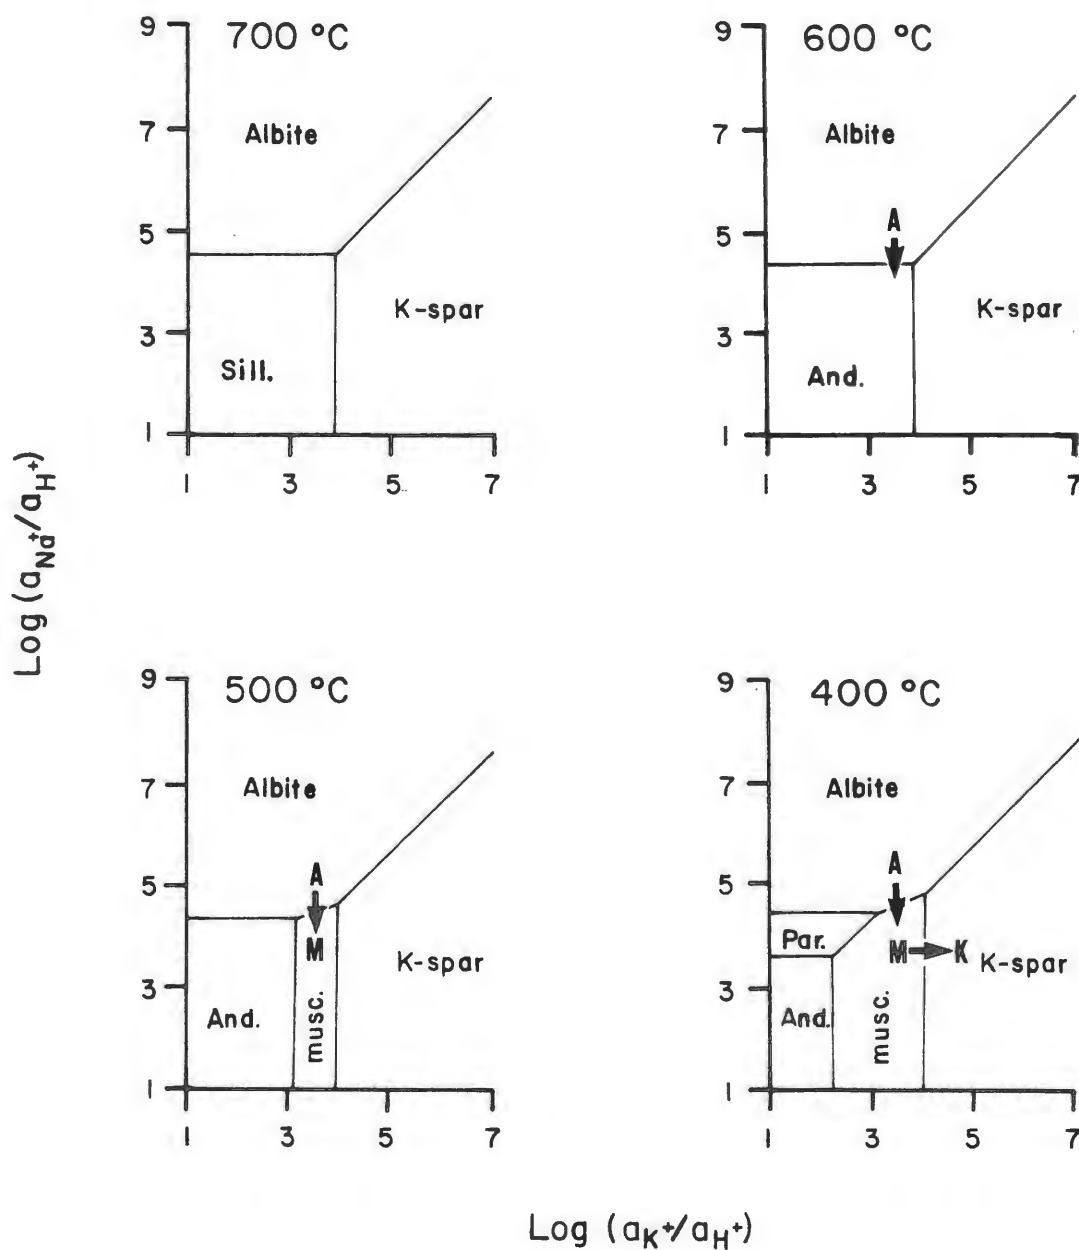 700 °C
9
7
5
3
1
Albite
K-spar
Sill.
1 3 5 7
600 °C
9
7
5
3
1
Albite
A
K-spar
And.
1 3 5 7
Log (aNa+/aH+)
500 °C
9
7
5
3
1
Albite
A
M
K-spar
And.
musc.
1 3 5 7
400 °C
9
7
5
3
1
Albite
A
Par.
M K K-spar
And.
musc.
1 3 5 7
Log (aK+/aH+)